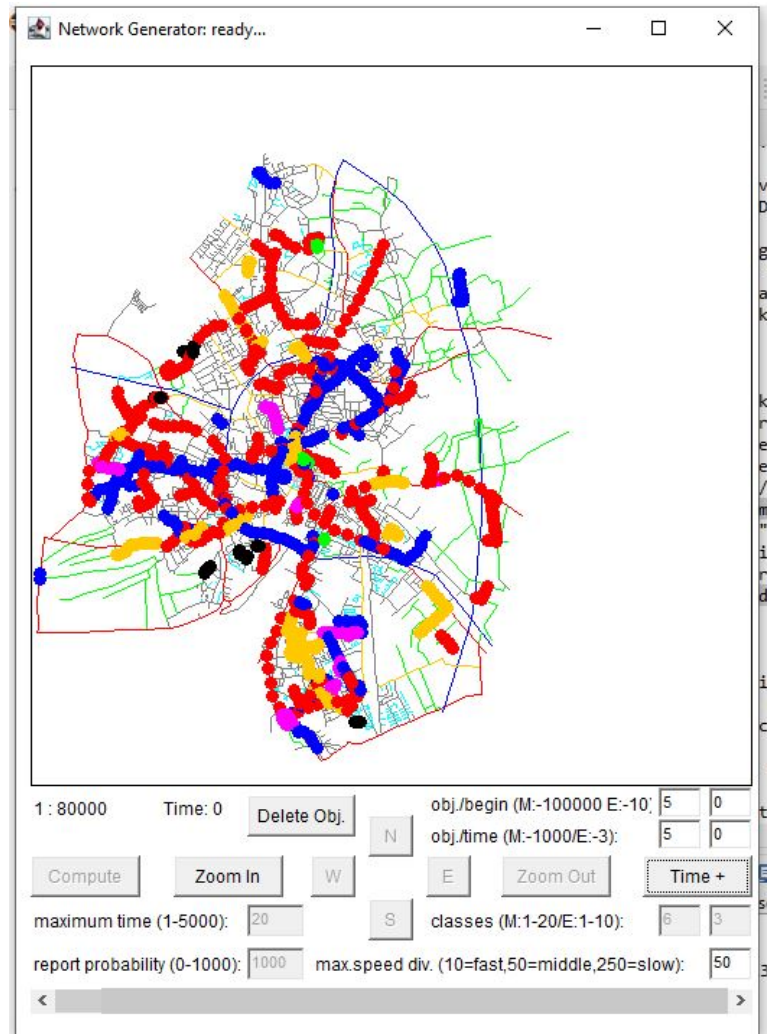 Network Generator: ready...
1 : 80000
Time: 0
Delete Obj.
obj./begin (M:-100000 E:-10)
5
0
N
obj./time (M:-1000/E:-3):
5
0
Compute
Zoom In
W
E
Zoom Out
Time +
maximum time (1-5000):
20
S
classes (M:1-20/E:1-10):
6
3
report probability (0-1000):
1000
max.speed div. (10=fast,50=middle,250=slow):
50